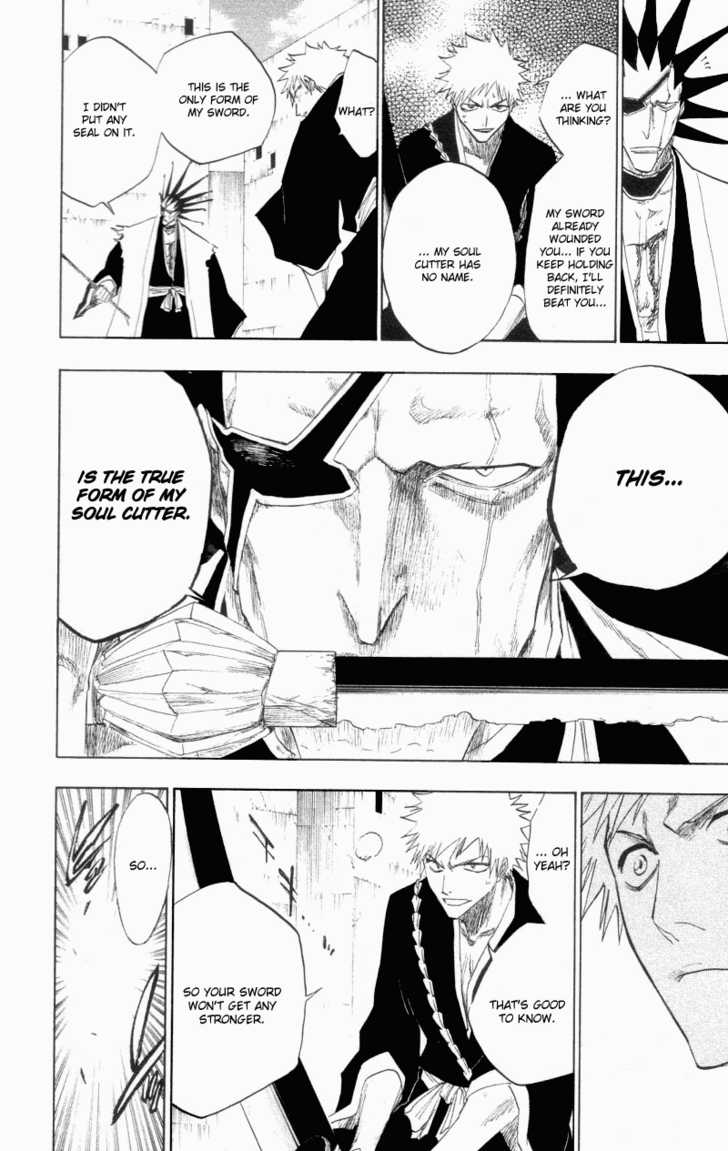 ... WHAT
ARE YOU
THINKING?
MY SWORD
ALREADY
WOUNDED
YOU... IF YOU
KEEP HOLDING
BACK, I'LL
DEFINITELY
BEAT YOU...
... MY SOUL
CUTTER HAS
NO NAME.
WHAT?
THIS IS THE
ONLY FORM OF
MY SWORD.
I DIDN'T
PUT ANY
SEAL ON IT.
THIS...
IS THE TRUE
FORM OF MY
SOUL CUTTER.
... OH
YEAH?
THAT'S GOOD
TO KNOW.
SO YOUR SWORD
WON'T GET ANY
STRONGER.
SO...